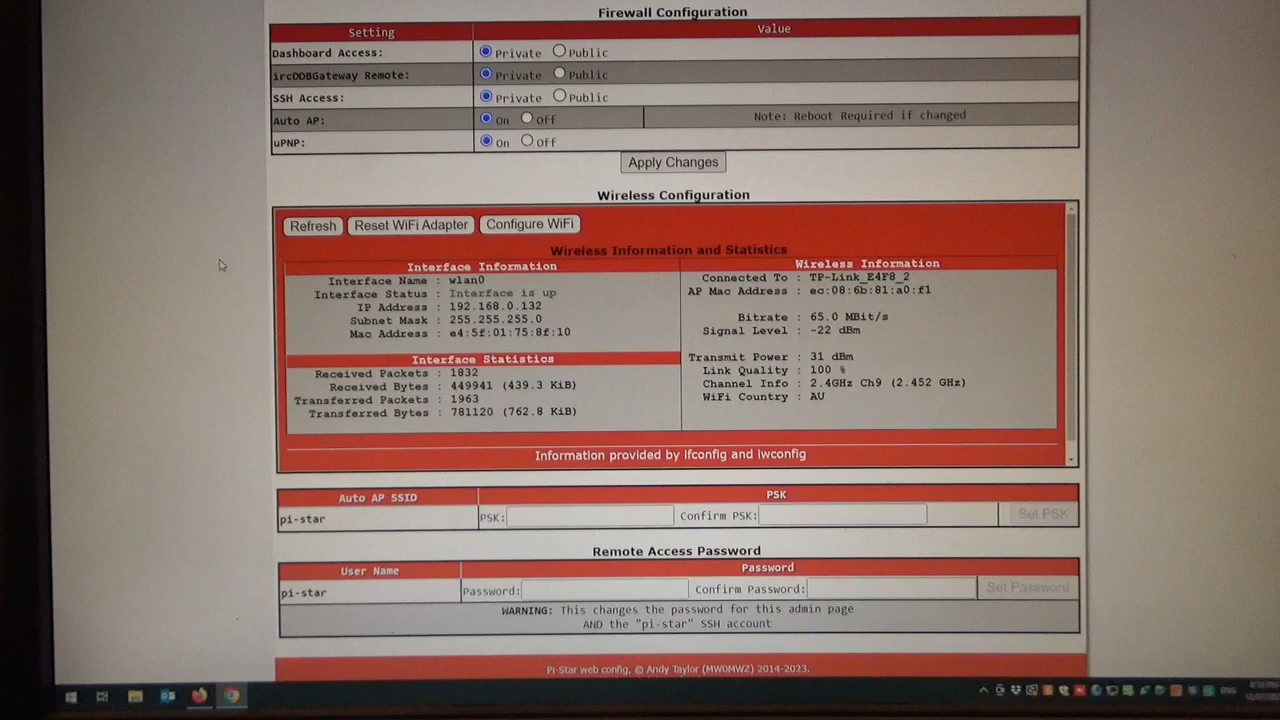 Firewall Configuration
Setting Value
Dashboard Access: Private Public
ircDDBGateway Remote: Private Public
SSH Access: Private Public
Auto AP: On Off Note: Reboot Required if changed
uPNP: On Off
Apply Changes
Wireless Configuration
Refresh Reset WiFi Adapter Configure WiFi
Wireless Information and Statistics
Interface Information Wireless Information
Interface Name : wlan0 Connected To : TP-Link_E4F8_2
Interface Status : Interface is up AP Mac Address : ec:08:6b:81:a0:f1
IP Address : 192.168.0.132
Subnet Mask : 255.255.255.0 Bitrate : 65.0 MBit/s
Mac Address : e4:5f:01:75:8f:10 Signal Level : -22 dBm
Interface Statistics Transmit Power : 31 dBm
Received Packets : 1832 Link Quality : 100 %
Received Bytes : 449941 (439.3 KiB) Channel Info : 2.4GHz Ch9 (2.452 GHz)
Transferred Packets : 1963 WiFi Country : AU
Transferred Bytes : 781120 (762.8 KiB)
Information provided by ifconfig and iwconfig
Auto AP SSID PSK
pi-star PSK: Confirm PSK: Set PSK
Remote Access Password
User Name Password
pi-star Password: Confirm Password: Set Password
WARNING: This changes the password for this admin page
AND the "pi-star" SSH account
Pi-Star web config, © Andy Taylor (MW0MWZ) 2014-2023.
ENG